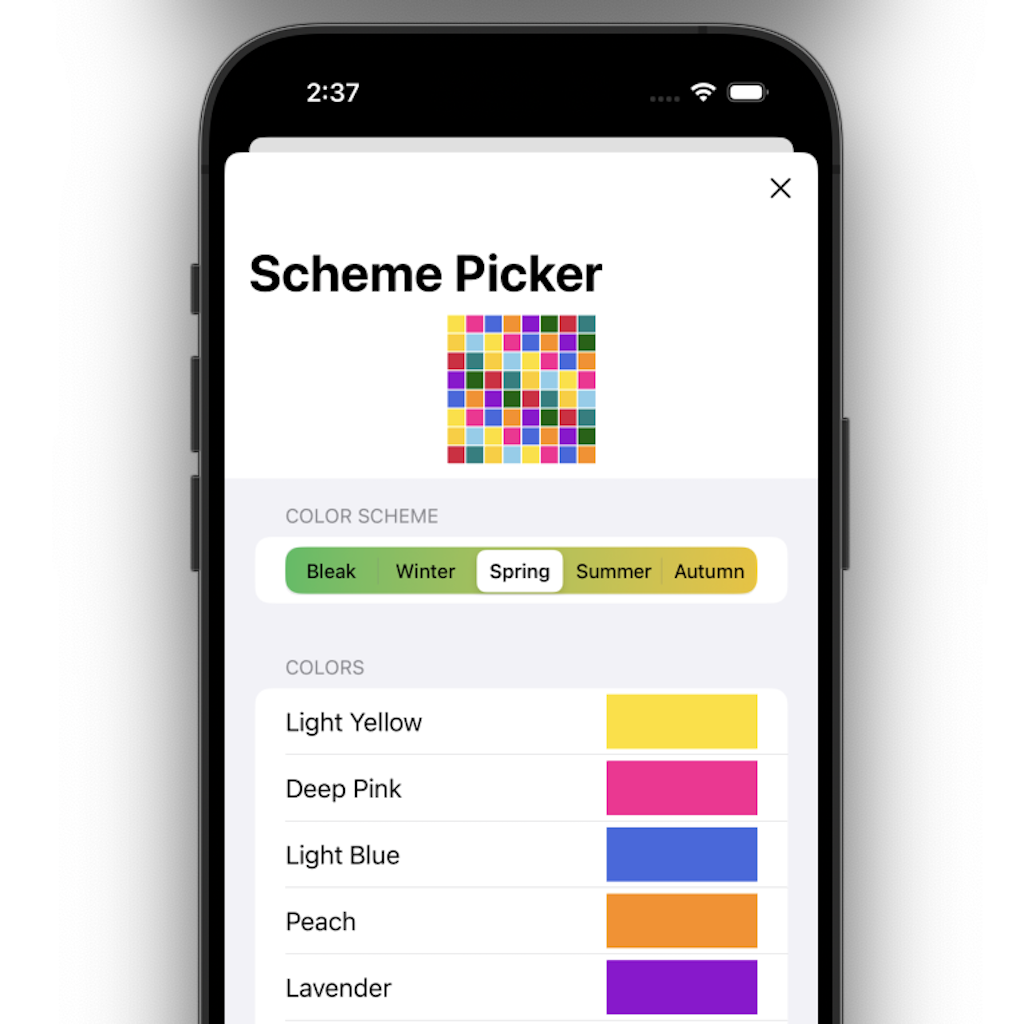 2:37
Scheme Picker
COLOR SCHEME
Bleak Winter Spring Summer Autumn
COLORS
Light Yellow
Deep Pink
Light Blue
Peach
Lavender